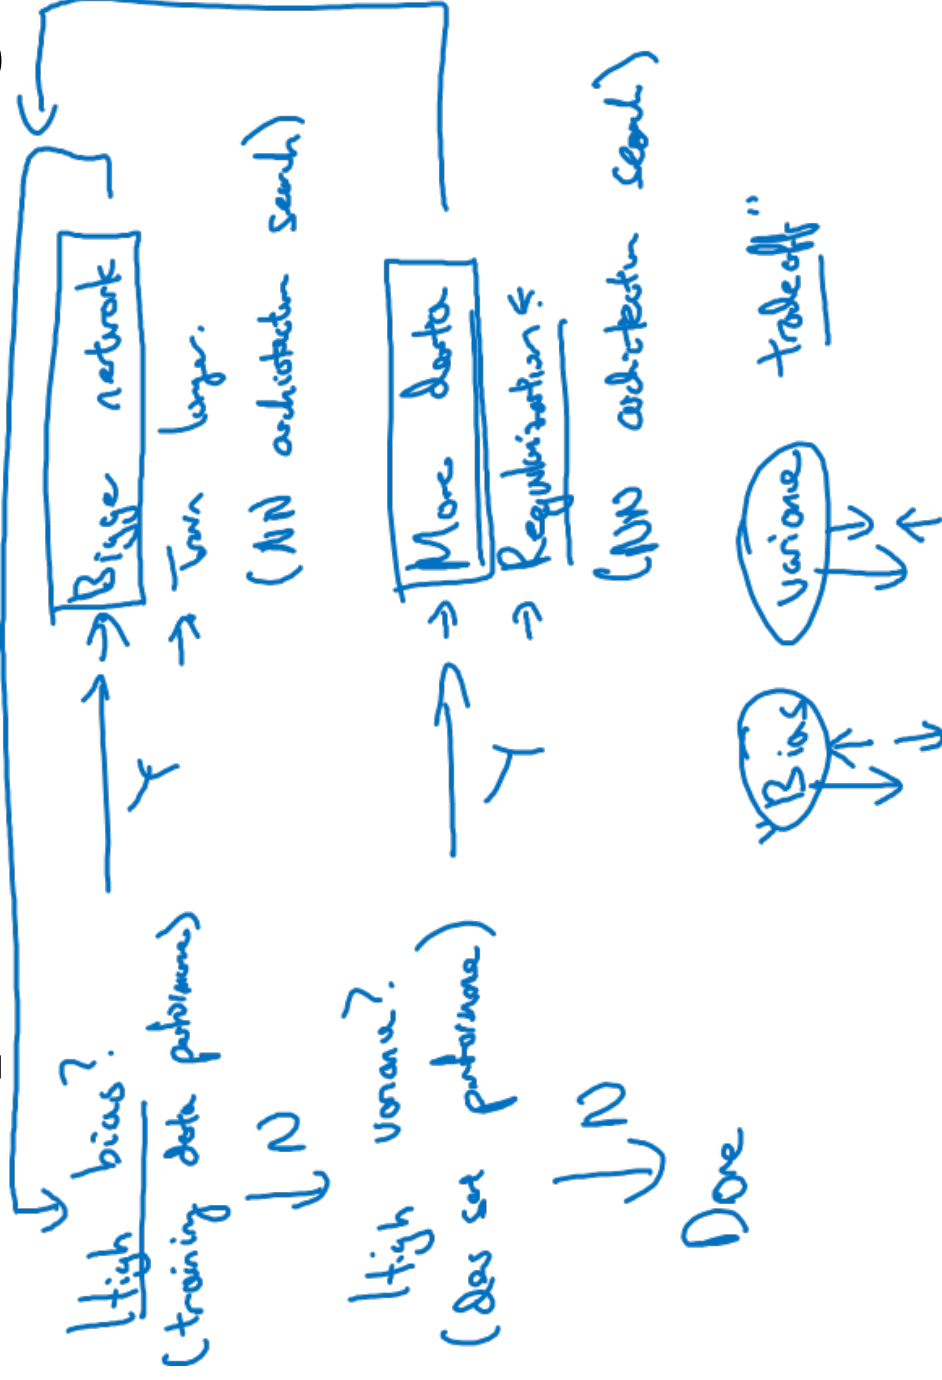 High bias?
(training data performance)
Y
Bigger network
Train longer.
(NN architecture search)
N
High variance?
(dev set performance)
Y
More data
Regularization
(NN architecture search)
N
Done
Bias
Variance
tradeoff"